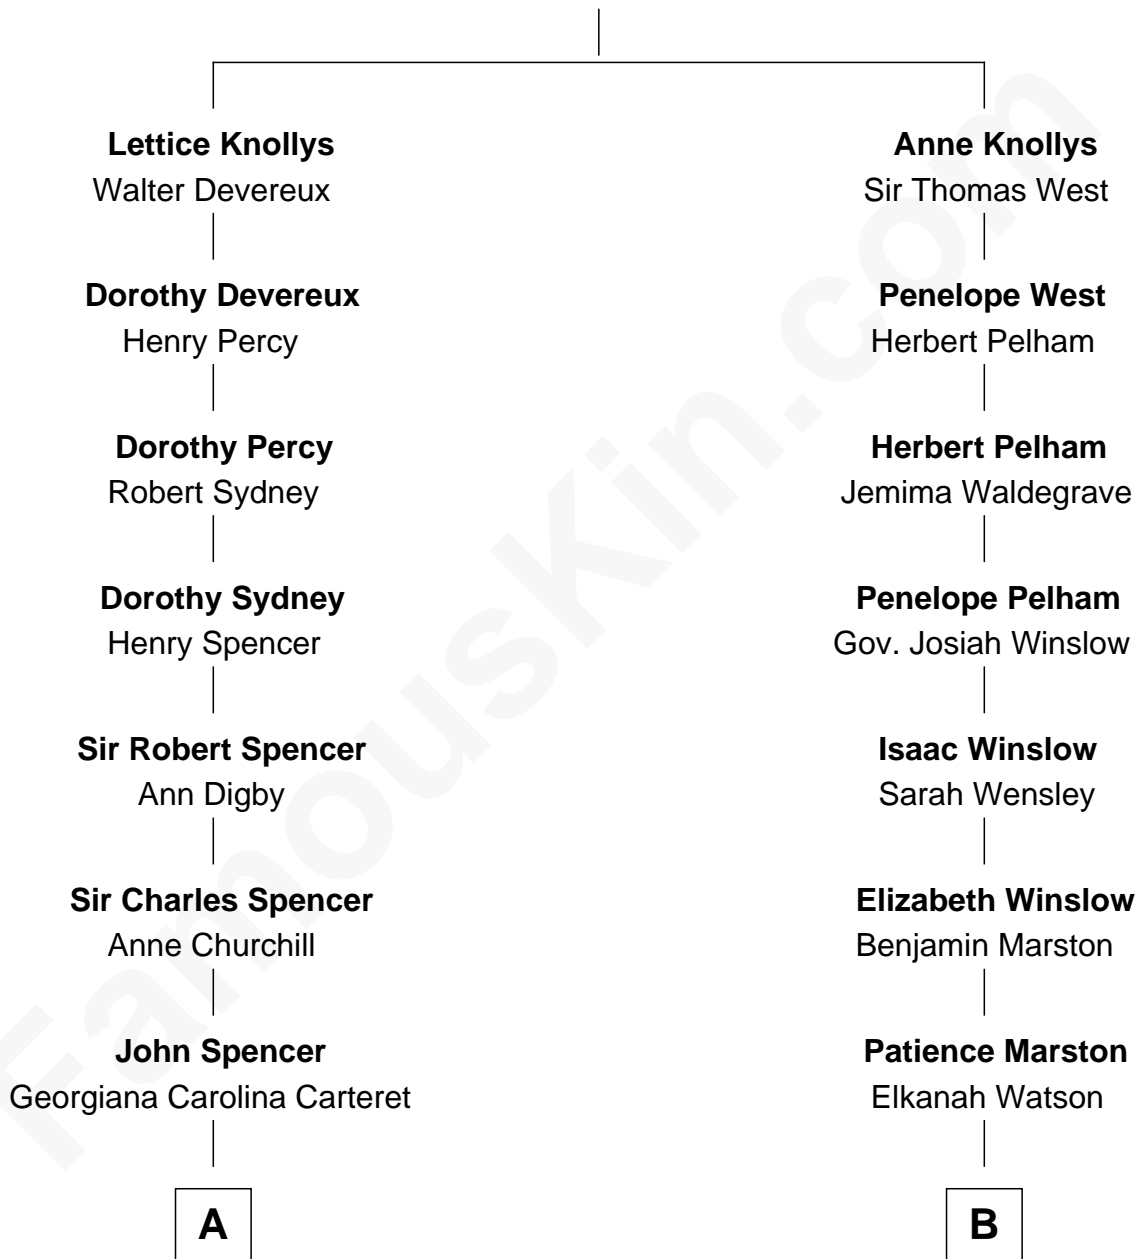 Lettice Knollys
Walter Devereux
Dorothy Devereux
Henry Percy
Dorothy Percy
Robert Sydney
Dorothy Sydney
Henry Spencer
Sir Robert Spencer
Ann Digby
Sir Charles Spencer
Anne Churchill
John Spencer
Georgiana Carolina Carteret
A
Anne Knollys
Sir Thomas West
Penelope West
Herbert Pelham
Herbert Pelham
Jemima Waldegrave
Penelope Pelham
Gov. Josiah Winslow
Isaac Winslow
Sarah Wensley
Elizabeth Winslow
Benjamin Marston
Patience Marston
Elkanah Watson
B
FamousKin.com